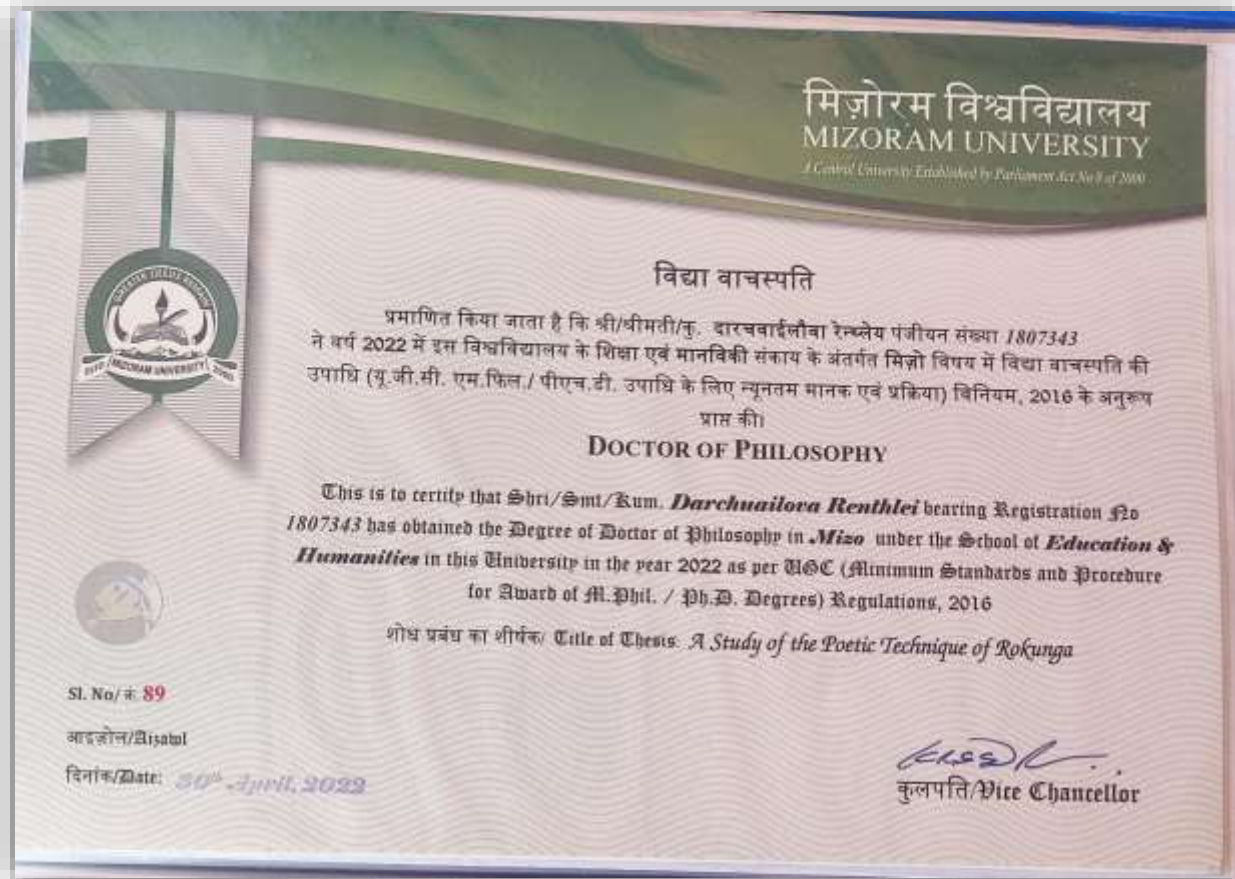 मिज़ोरम विश्वविद्यालय
MIZORAM UNIVERSITY
A Central University Established by Parliament Act No 8 of 2000
MIZORAM UNIVERSITY
विद्या वाचस्पति
प्रमाणित किया जाता है कि श्री/श्रीमती/कु. दारचवाईलौवा रेन्थ्लेय पंजीयन संख्या 1807343
ने वर्ष 2022 में इस विश्वविद्यालय के शिक्षा एवं मानविकी संकाय के अंतर्गत मिज़ो विषय में विद्या वाचस्पति की
उपाधि (यू.जी.सी. एम.फिल./ पीएच.डी. उपाधि के लिए न्यूनतम मानक एवं प्रक्रिया) विनियम, 2016 के अनुरूप
प्राप्त की।
DOCTOR OF PHILOSOPHY
This is to certify that Shri/Smt/Kum. Darchuailova Renthlei bearing Registration No
1807343 has obtained the Degree of Doctor of Philosophy in Mizo under the School of Education &
Humanities in this University in the year 2022 as per UGC (Minimum Standards and Procedure
for Award of M.Phil. / Ph.D. Degrees) Regulations, 2016
शोध प्रबंध का शीर्षक/ Title of Thesis. A Study of the Poetic Technique of Rokunga
Sl. No/क्रं. 89
आइज़ोल/Aizawl
दिनांक/Date: 30th April, 2022
कुलपति/Vice Chancellor